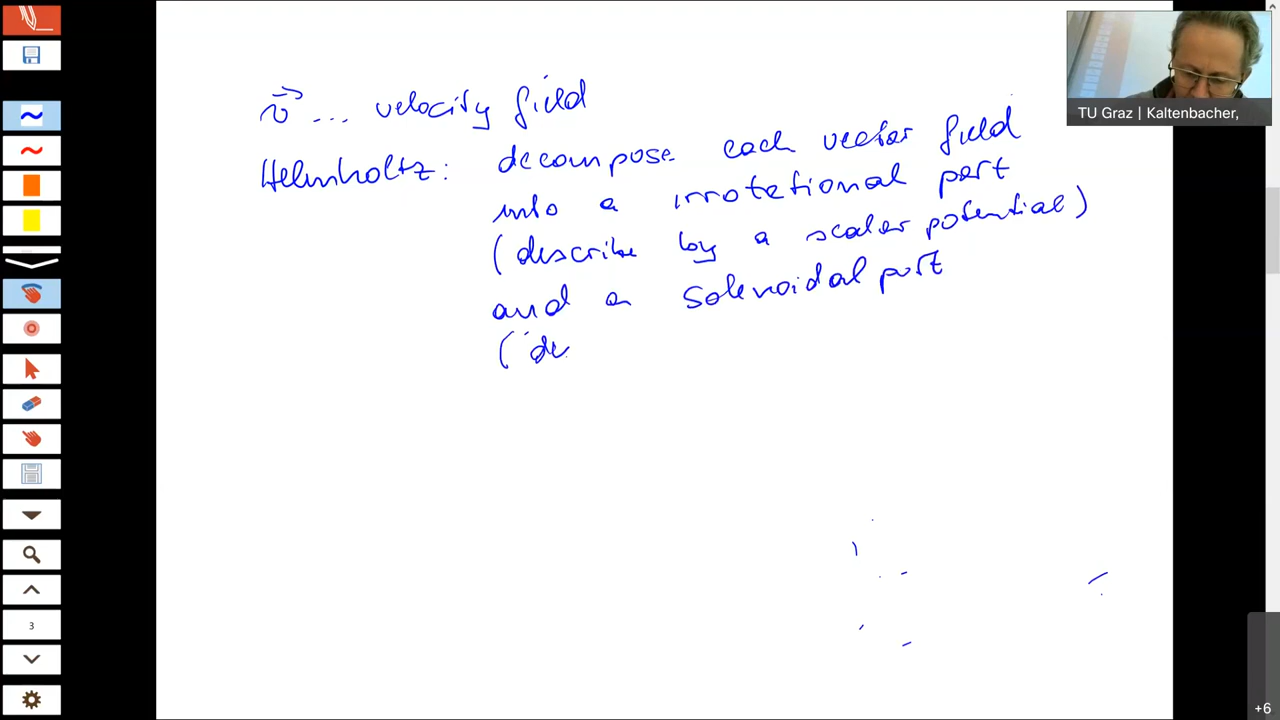 v⃗ ... velocity field
Helmholtz: decompose each vector field
into a irrotational part
(describe by a scalar potential)
and a solenoidal part
(de
TU Graz | Kaltenbacher,
3
+6